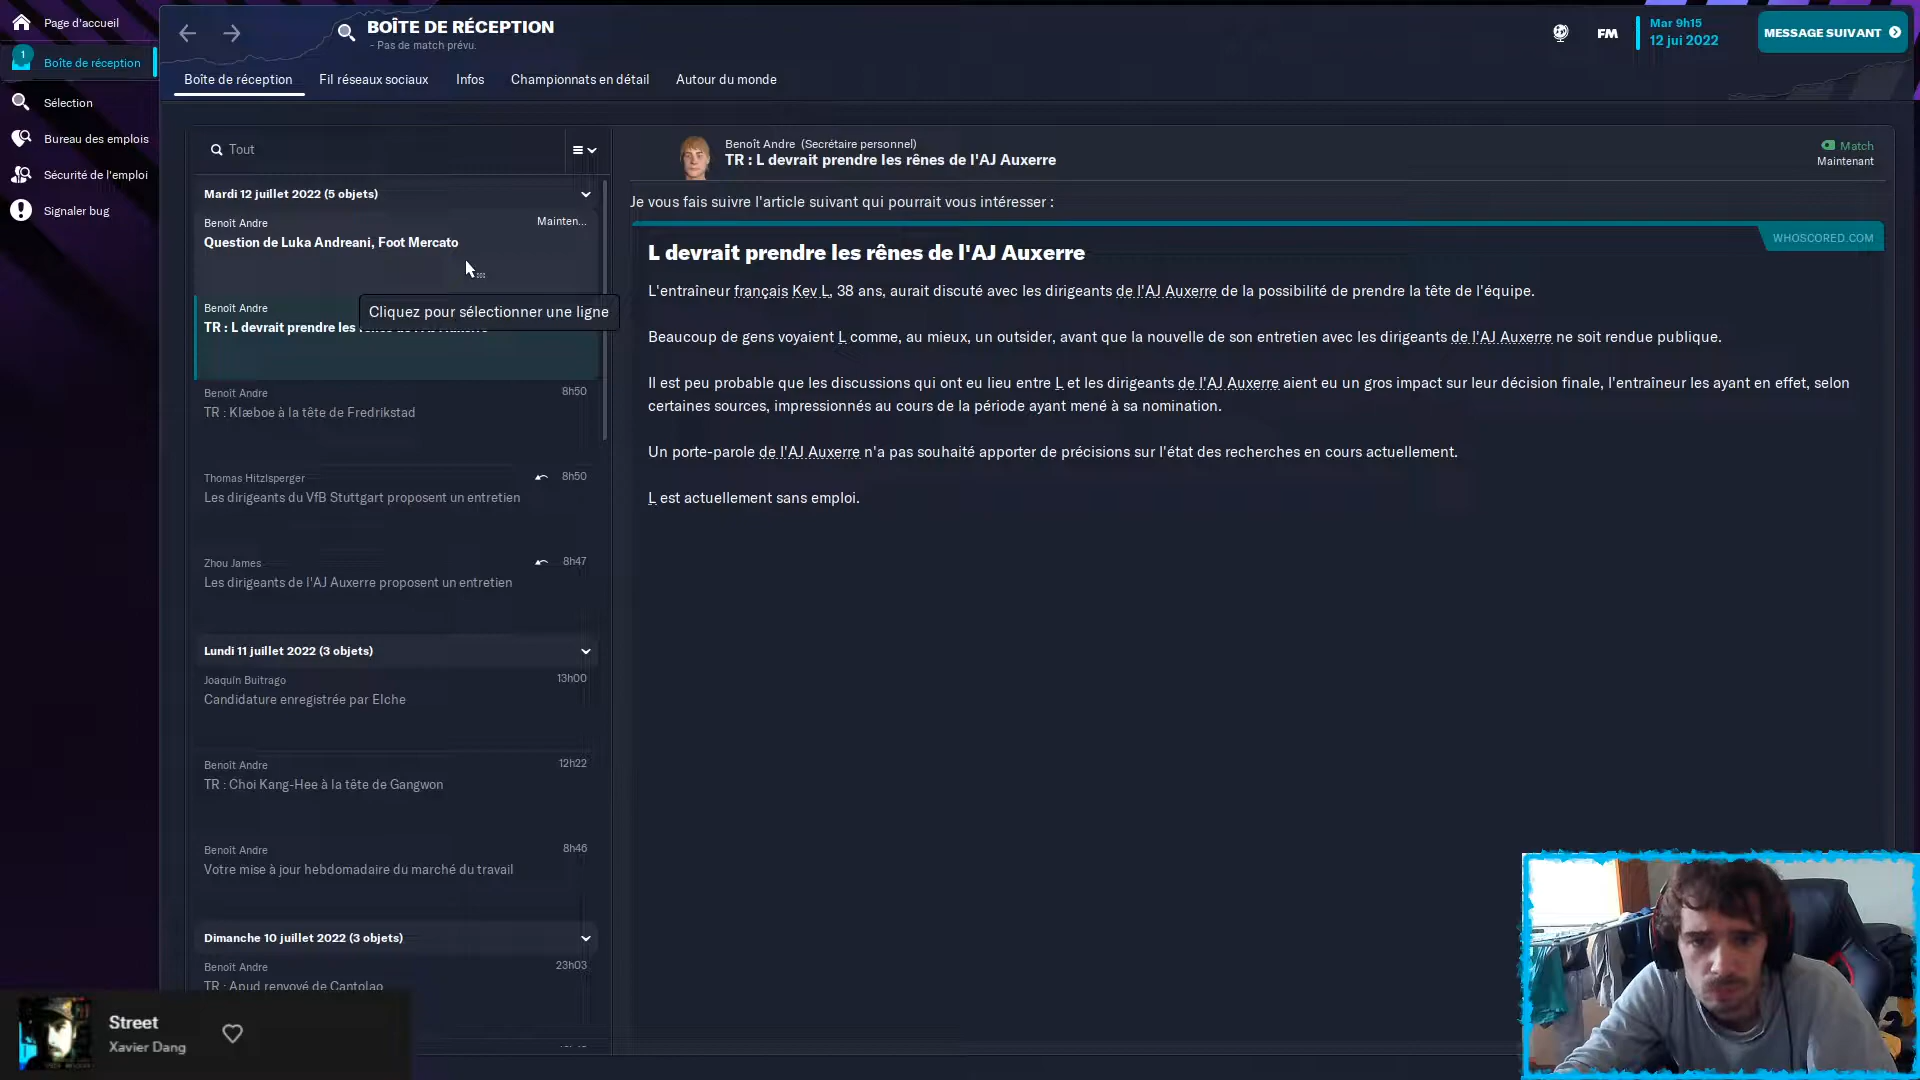 Page d'accueil
1
Boîte de réception
Sélection
Bureau des emplois
Sécurité de l'emploi
Signaler bug
BOÎTE DE RÉCEPTION
- Pas de match prévu.
FM
Mar 9h15
12 jui 2022
MESSAGE SUIVANT
Boîte de réception
Fil réseaux sociaux
Infos
Championnats en détail
Autour du monde
Tout
Mardi 12 juillet 2022 (5 objets)
Benoît Andre
Mainten...
Question de Luka Andreani, Foot Mercato
Benoît Andre
Cliquez pour sélectionner une ligne
TR : L devrait prendre les
Benoît Andre
8h50
TR : Klæboe à la tête de Fredrikstad
Thomas Hitzlsperger
8h50
Les dirigeants du VfB Stuttgart proposent un entretien
Zhou James
8h47
Les dirigeants de l'AJ Auxerre proposent un entretien
Lundi 11 juillet 2022 (3 objets)
Joaquín Buitrago
13h00
Candidature enregistrée par Elche
Benoît Andre
12h22
TR : Choi Kang-Hee à la tête de Gangwon
Benoît Andre
8h46
Votre mise à jour hebdomadaire du marché du travail
Dimanche 10 juillet 2022 (3 objets)
Benoît Andre
23h03
TR : Apud renvoyé de Cantolao
Benoît Andre (Secrétaire personnel)
TR : L devrait prendre les rênes de l'AJ Auxerre
Match
Maintenant
Je vous fais suivre l'article suivant qui pourrait vous intéresser :
WHOSCORED.COM
L devrait prendre les rênes de l'AJ Auxerre
L'entraîneur français Kev L, 38 ans, aurait discuté avec les dirigeants de l'AJ Auxerre de la possibilité de prendre la tête de l'équipe.
Beaucoup de gens voyaient L comme, au mieux, un outsider, avant que la nouvelle de son entretien avec les dirigeants de l'AJ Auxerre ne soit rendue publique.
Il est peu probable que les discussions qui ont eu lieu entre L et les dirigeants de l'AJ Auxerre aient eu un gros impact sur leur décision finale, l'entraîneur les ayant en effet, selon
certaines sources, impressionnés au cours de la période ayant mené à sa nomination.
Un porte-parole de l'AJ Auxerre n'a pas souhaité apporter de précisions sur l'état des recherches en cours actuellement.
L est actuellement sans emploi.
Street
Xavier Dang